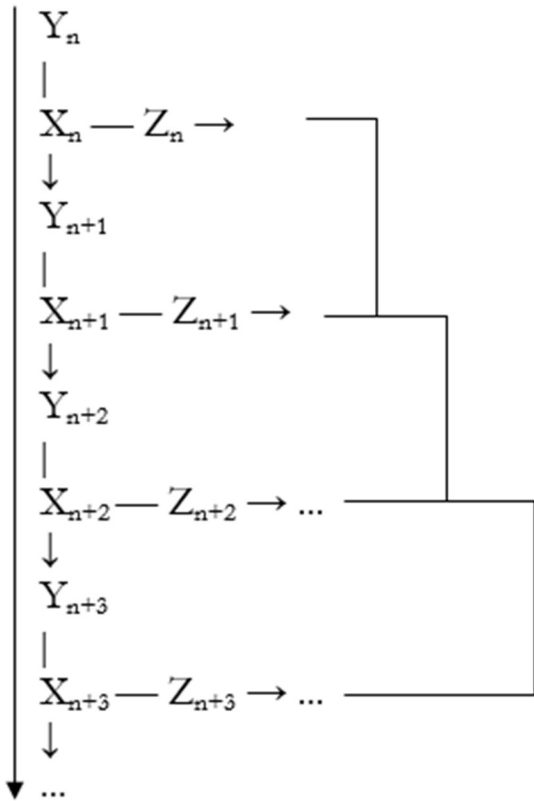 Yₙ
|
Xₙ — Zₙ →
↓
Yₙ₊₁
|
Xₙ₊₁ — Zₙ₊₁ →
↓
Yₙ₊₂
|
Xₙ₊₂ — Zₙ₊₂ → ...
↓
Yₙ₊₃
|
Xₙ₊₃ — Zₙ₊₃ → ...
↓
...